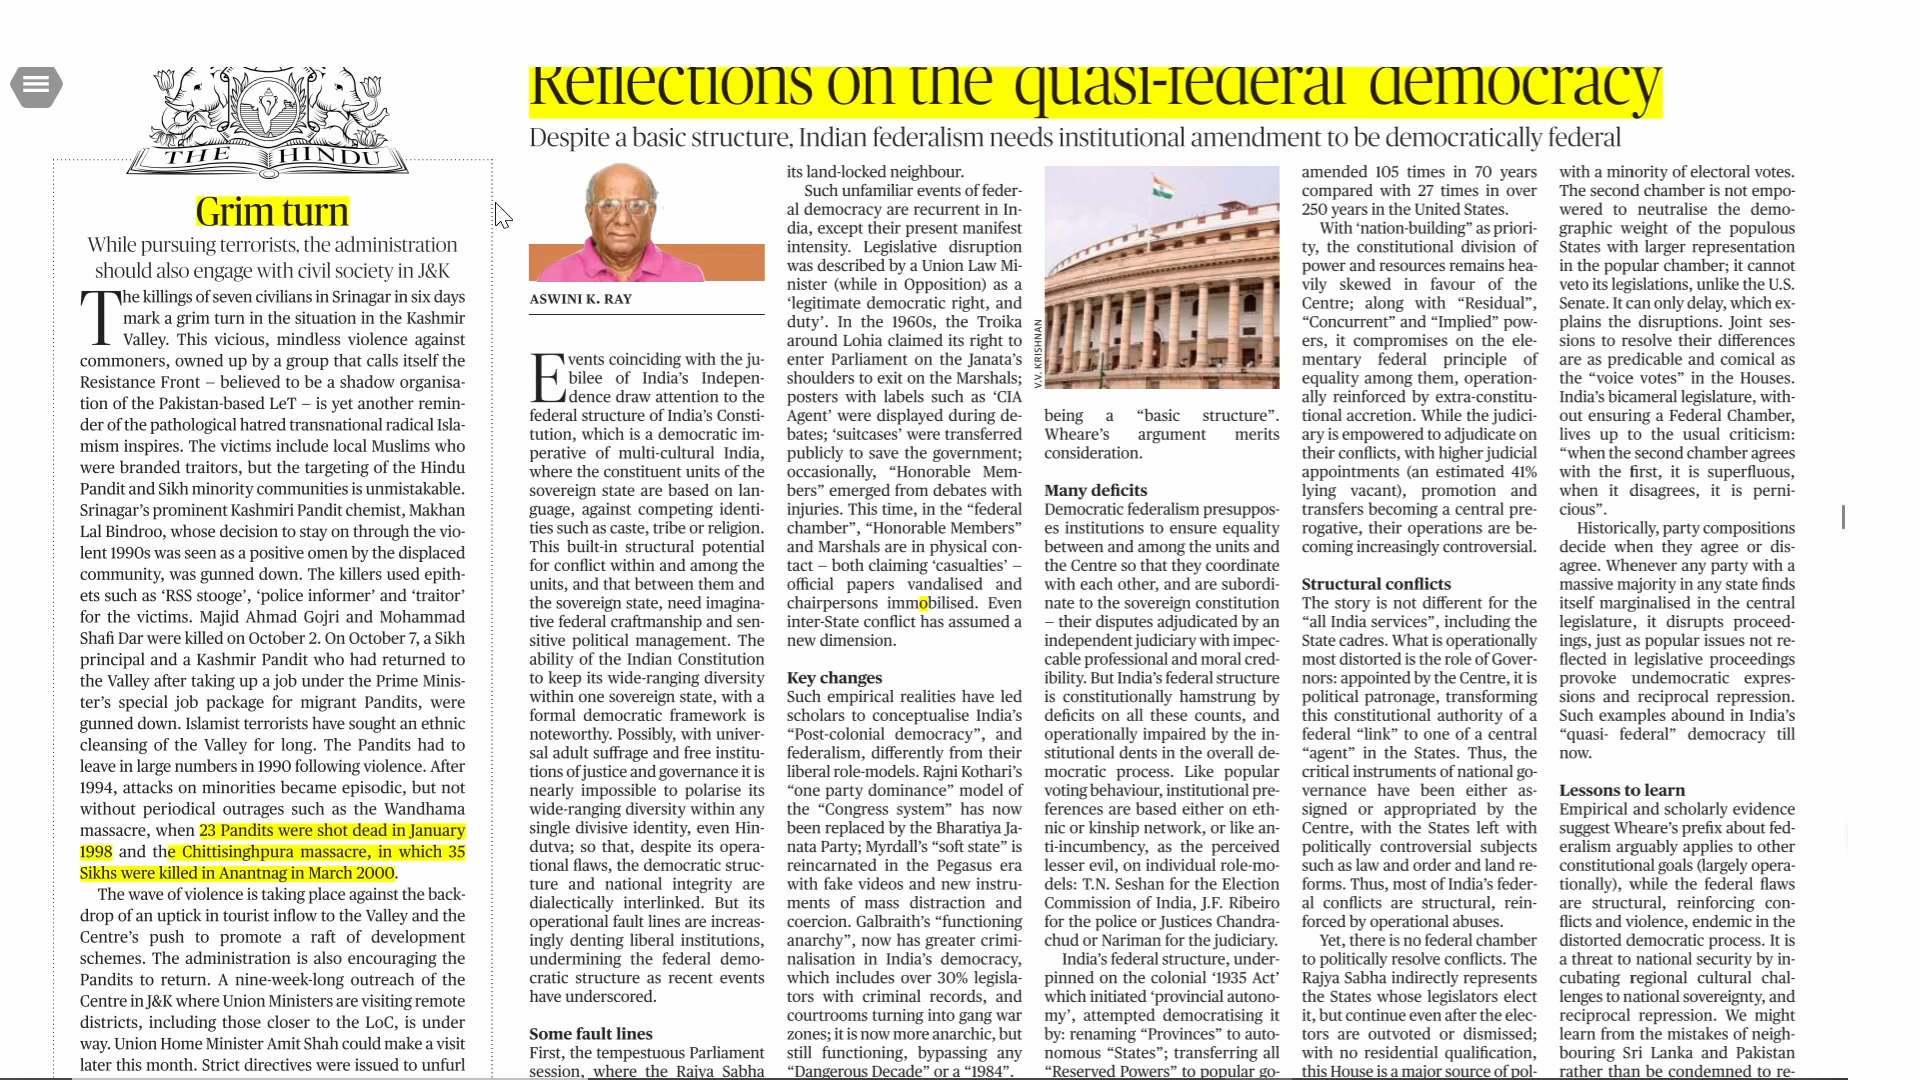 THE HINDU
Grim turn
While pursuing terrorists, the administration
should also engage with civil society in J&K
The killings of seven civilians in Srinagar in six days
mark a grim turn in the situation in the Kashmir
Valley. This vicious, mindless violence against
commoners, owned up by a group that calls itself the
Resistance Front – believed to be a shadow organisa-
tion of the Pakistan-based LeT – is yet another remin-
der of the pathological hatred transnational radical Isla-
mism inspires. The victims include local Muslims who
were branded traitors, but the targeting of the Hindu
Pandit and Sikh minority communities is unmistakable.
Srinagar's prominent Kashmiri Pandit chemist, Makhan
Lal Bindroo, whose decision to stay on through the vio-
lent 1990s was seen as a positive omen by the displaced
community, was gunned down. The killers used epith-
ets such as 'RSS stooge', 'police informer' and 'traitor'
for the victims. Majid Ahmad Gojri and Mohammad
Shafi Dar were killed on October 2. On October 7, a Sikh
principal and a Kashmir Pandit who had returned to
the Valley after taking up a job under the Prime Minis-
ter's special job package for migrant Pandits, were
gunned down. Islamist terrorists have sought an ethnic
cleansing of the Valley for long. The Pandits had to
leave in large numbers in 1990 following violence. After
1994, attacks on minorities became episodic, but not
without periodical outrages such as the Wandhama
massacre, when 23 Pandits were shot dead in January
1998 and the Chittisinghpura massacre, in which 35
Sikhs were killed in Anantnag in March 2000.
The wave of violence is taking place against the back-
drop of an uptick in tourist inflow to the Valley and the
Centre's push to promote a raft of development
schemes. The administration is also encouraging the
Pandits to return. A nine-week-long outreach of the
Centre in J&K where Union Ministers are visiting remote
districts, including those closer to the LoC, is under
way. Union Home Minister Amit Shah could make a visit
later this month. Strict directives were issued to unfurl
Reflections on the 'quasi-federal' democracy
Despite a basic structure, Indian federalism needs institutional amendment to be democratically federal
ASWINI K. RAY
Events coinciding with the ju-
bilee of India's Indepen-
dence draw attention to the
federal structure of India's Consti-
tution, which is a democratic im-
perative of multi-cultural India,
where the constituent units of the
sovereign state are based on lan-
guage, against competing identi-
ties such as caste, tribe or religion.
This built-in structural potential
for conflict within and among the
units, and that between them and
the sovereign state, need imagina-
tive federal craftmanship and sen-
sitive political management. The
ability of the Indian Constitution
to keep its wide-ranging diversity
within one sovereign state, with a
formal democratic framework is
noteworthy. Possibly, with univer-
sal adult suffrage and free institu-
tions of justice and governance it is
nearly impossible to polarise its
wide-ranging diversity within any
single divisive identity, even Hin-
dutva; so that, despite its opera-
tional flaws, the democratic struc-
ture and national integrity are
dialectically interlinked. But its
operational fault lines are increas-
ingly denting liberal institutions,
undermining the federal demo-
cratic structure as recent events
have underscored.
Some fault lines
First, the tempestuous Parliament
session, where the Rajya Sabha
its land-locked neighbour.
Such unfamiliar events of feder-
al democracy are recurrent in In-
dia, except their present manifest
intensity. Legislative disruption
was described by a Union Law Mi-
nister (while in Opposition) as a
'legitimate democratic right, and
duty'. In the 1960s, the Troika
around Lohia claimed its right to
enter Parliament on the Janata's
shoulders to exit on the Marshals;
posters with labels such as 'CIA
Agent' were displayed during de-
bates; 'suitcases' were transferred
publicly to save the government;
occasionally, "Honorable Mem-
bers" emerged from debates with
injuries. This time, in the "federal
chamber", "Honorable Members"
and Marshals are in physical con-
tact – both claiming 'casualties' –
official papers vandalised and
chairpersons immobilised. Even
inter-State conflict has assumed a
new dimension.
Key changes
Such empirical realities have led
scholars to conceptualise India's
"Post-colonial democracy", and
federalism, differently from their
liberal role-models. Rajni Kothari's
"one party dominance" model of
the "Congress system" has now
been replaced by the Bharatiya Ja-
nata Party; Myrdall's "soft state" is
reincarnated in the Pegasus era
with fake videos and new instru-
ments of mass distraction and
coercion. Galbraith's "functioning
anarchy", now has greater crimi-
nalisation in India's democracy,
which includes over 30% legisla-
tors with criminal records, and
courtrooms turning into gang war
zones; it is now more anarchic, but
still functioning, bypassing any
"Dangerous Decade" or a "1984".
V.V. KRISHNAN
being a "basic structure".
Wheare's argument merits
consideration.
Many deficits
Democratic federalism presuppos-
es institutions to ensure equality
between and among the units and
the Centre so that they coordinate
with each other, and are subordi-
nate to the sovereign constitution
– their disputes adjudicated by an
independent judiciary with impec-
cable professional and moral cred-
ibility. But India's federal structure
is constitutionally hamstrung by
deficits on all these counts, and
operationally impaired by the in-
stitutional dents in the overall de-
mocratic process. Like popular
voting behaviour, institutional pre-
ferences are based either on eth-
nic or kinship network, or like an-
ti-incumbency, as the perceived
lesser evil, on individual role-mo-
dels: T.N. Seshan for the Election
Commission of India, J.F. Ribeiro
for the police or Justices Chandra-
chud or Nariman for the judiciary.
India's federal structure, under-
pinned on the colonial '1935 Act'
which initiated 'provincial autono-
my', attempted democratising it
by: renaming "Provinces" to auto-
nomous "States"; transferring all
"Reserved Powers" to popular go-
amended 105 times in 70 years
compared with 27 times in over
250 years in the United States.
With 'nation-building" as priori-
ty, the constitutional division of
power and resources remains hea-
vily skewed in favour of the
Centre; along with "Residual",
"Concurrent" and "Implied" pow-
ers, it compromises on the ele-
mentary federal principle of
equality among them, operation-
ally reinforced by extra-constitu-
tional accretion. While the judici-
ary is empowered to adjudicate on
their conflicts, with higher judicial
appointments (an estimated 41%
lying vacant), promotion and
transfers becoming a central pre-
rogative, their operations are be-
coming increasingly controversial.
Structural conflicts
The story is not different for the
"all India services", including the
State cadres. What is operationally
most distorted is the role of Gover-
nors: appointed by the Centre, it is
political patronage, transforming
this constitutional authority of a
federal "link" to one of a central
"agent" in the States. Thus, the
critical instruments of national go-
vernance have been either as-
signed or appropriated by the
Centre, with the States left with
politically controversial subjects
such as law and order and land re-
forms. Thus, most of India's feder-
al conflicts are structural, rein-
forced by operational abuses.
Yet, there is no federal chamber
to politically resolve conflicts. The
Rajya Sabha indirectly represents
the States whose legislators elect
it, but continue even after the elec-
tors are outvoted or dismissed;
with no residential qualification,
this House is a major source of pol-
with a minority of electoral votes.
The second chamber is not empo-
wered to neutralise the demo-
graphic weight of the populous
States with larger representation
in the popular chamber; it cannot
veto its legislations, unlike the U.S.
Senate. It can only delay, which ex-
plains the disruptions. Joint ses-
sions to resolve their differences
are as predicable and comical as
the "voice votes" in the Houses.
India's bicameral legislature, with-
out ensuring a Federal Chamber,
lives up to the usual criticism:
"when the second chamber agrees
with the first, it is superfluous,
when it disagrees, it is perni-
cious".
Historically, party compositions
decide when they agree or dis-
agree. Whenever any party with a
massive majority in any state finds
itself marginalised in the central
legislature, it disrupts proceed-
ings, just as popular issues not re-
flected in legislative proceedings
provoke undemocratic expres-
sions and reciprocal repression.
Such examples abound in India's
"quasi- federal" democracy till
now.
Lessons to learn
Empirical and scholarly evidence
suggest Wheare's prefix about fed-
eralism arguably applies to other
constitutional goals (largely opera-
tionally), while the federal flaws
are structural, reinforcing con-
flicts and violence, endemic in the
distorted democratic process. It is
a threat to national security by in-
cubating regional cultural chal-
lenges to national sovereignty, and
reciprocal repression. We might
learn from the mistakes of neigh-
bouring Sri Lanka and Pakistan
rather than be condemned to re-